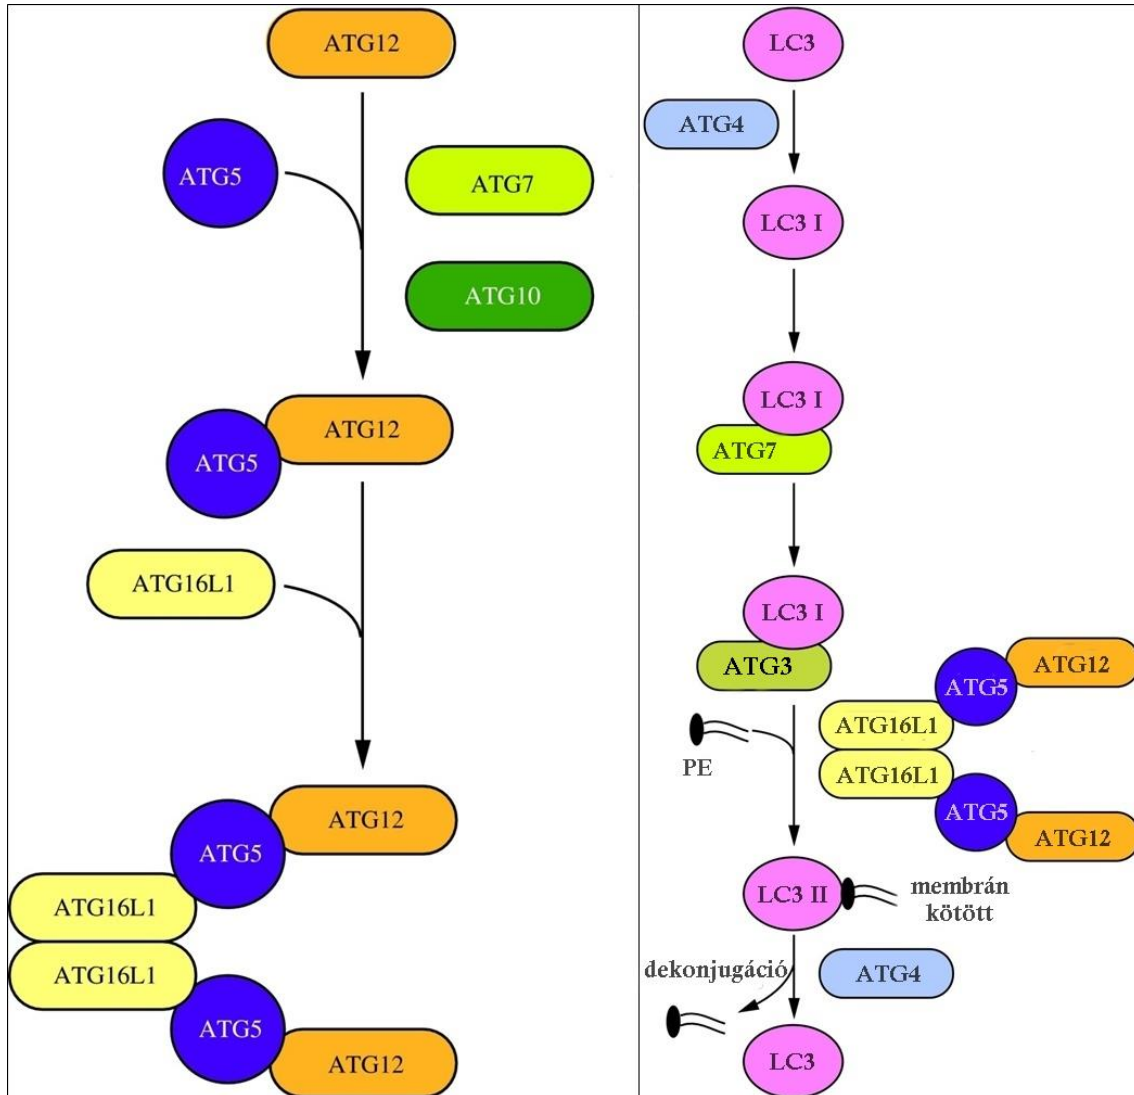 ATG12
ATG5
ATG7
ATG10
ATG12
ATG5
ATG16L1
ATG12
ATG5
ATG16L1
ATG16L1
ATG5
ATG12
LC3
ATG4
LC3 I
LC3 I
ATG7
LC3 I
ATG3
ATG12
ATG5
ATG16L1
PE
ATG16L1
ATG5
ATG12
LC3 II
membrán
kötött
dekonjugáció
ATG4
LC3